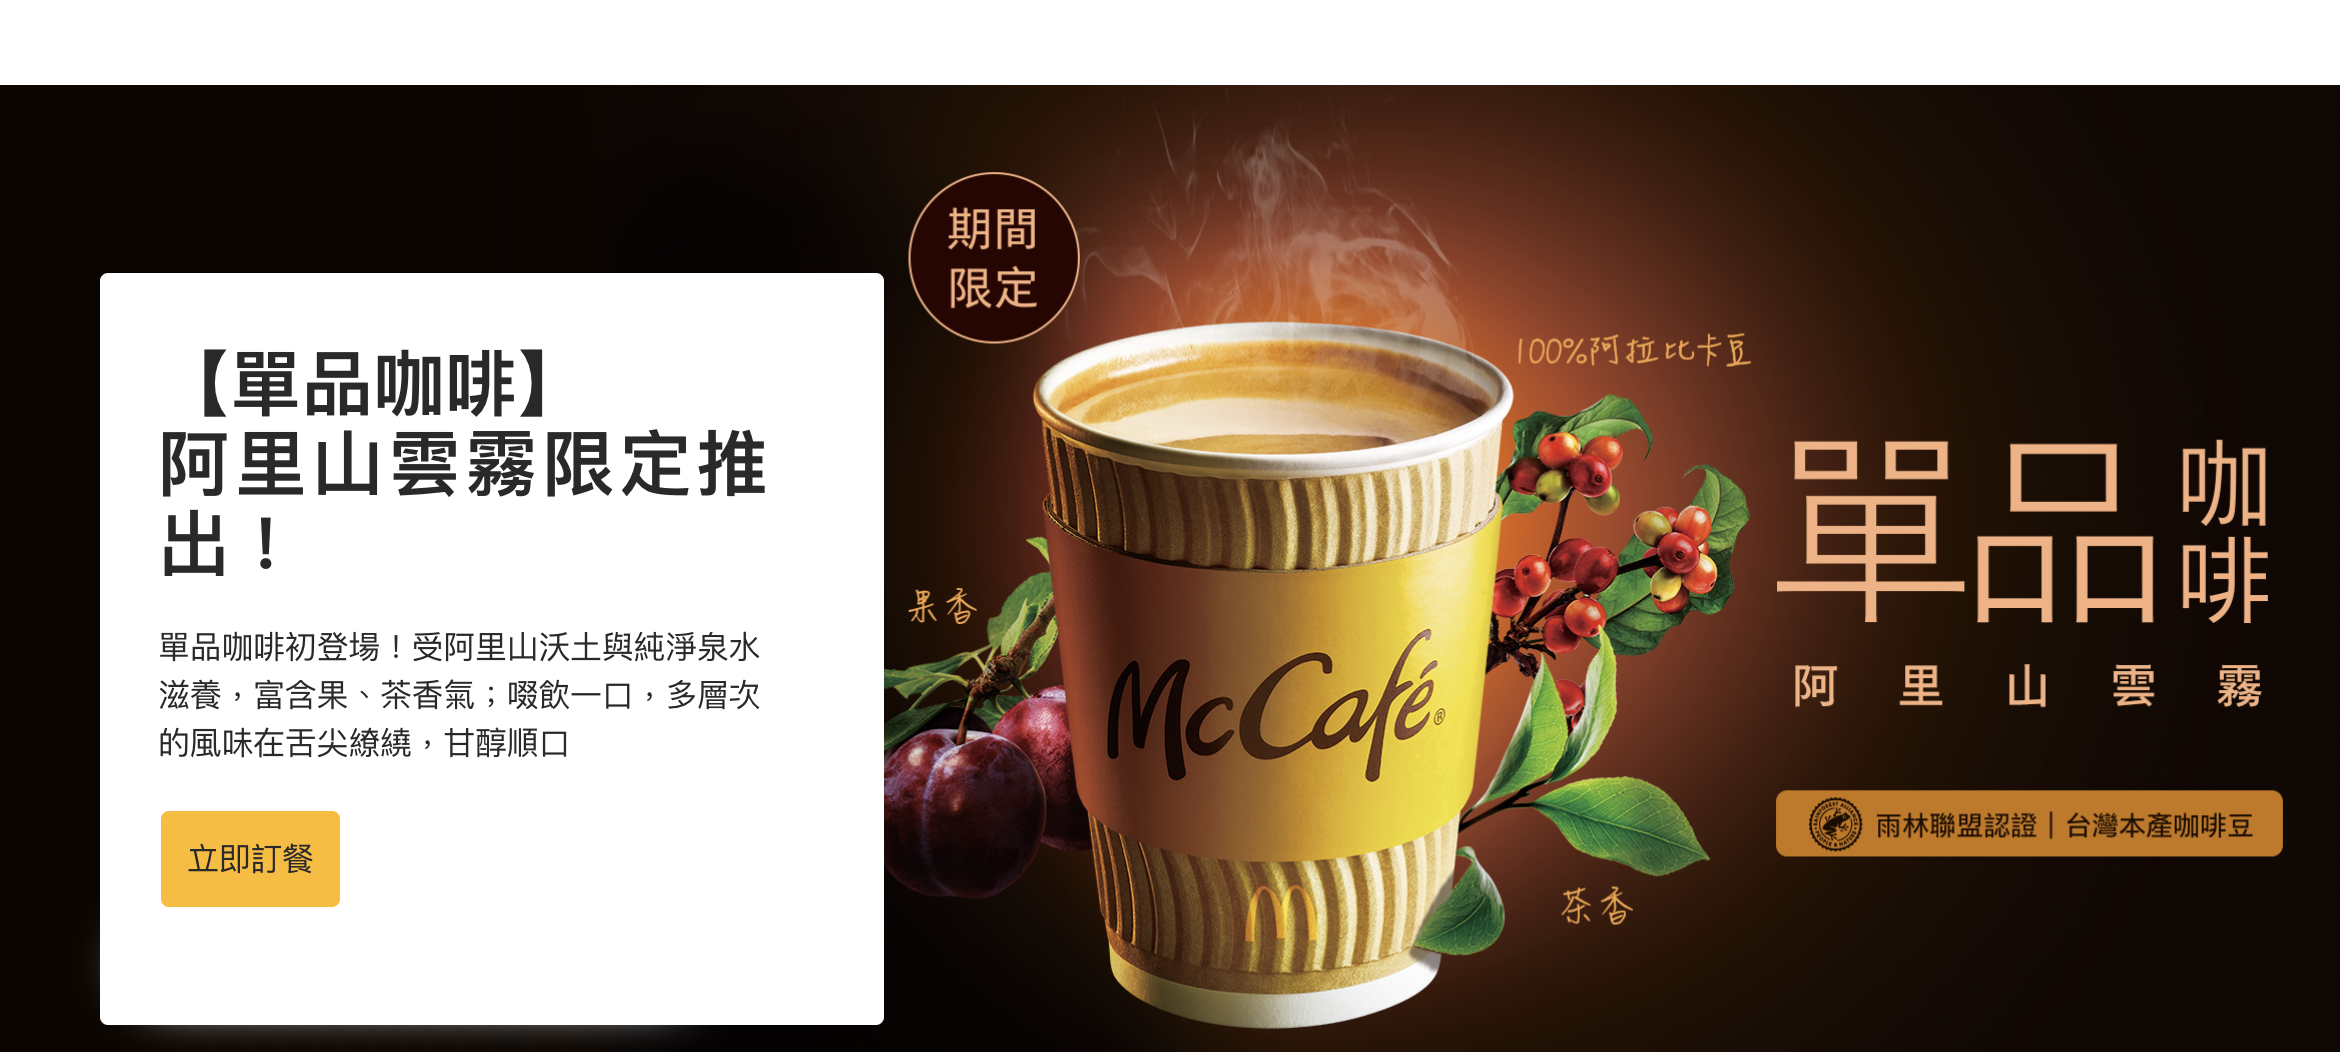 【單品咖啡】
阿里山雲霧限定推
出！
單品咖啡初登場！受阿里山沃土與純淨泉水
滋養，富含果、茶香氣；啜飲一口，多層次
的風味在舌尖繚繞，甘醇順口
立即訂餐
期間
限定
100%阿拉比卡豆
果香
McCafé®
茶香
單品咖啡
阿里山雲霧
RAINFOREST ALLIANCE
PEOPLE & NATURE
雨林聯盟認證｜台灣本產咖啡豆